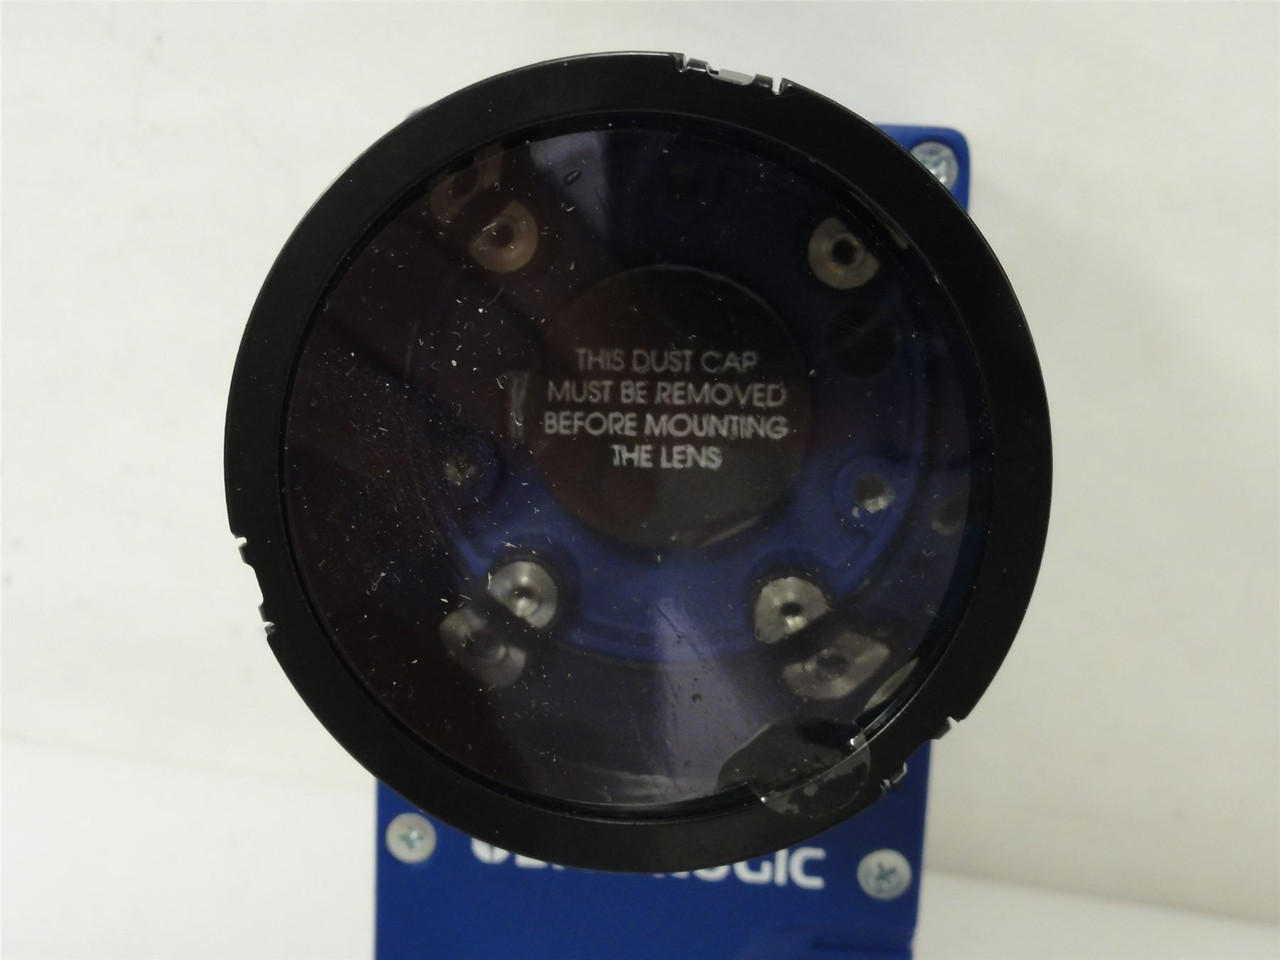 THIS DUST CAP
MUST BE REMOVED
BEFORE MOUNTING
THE LENS